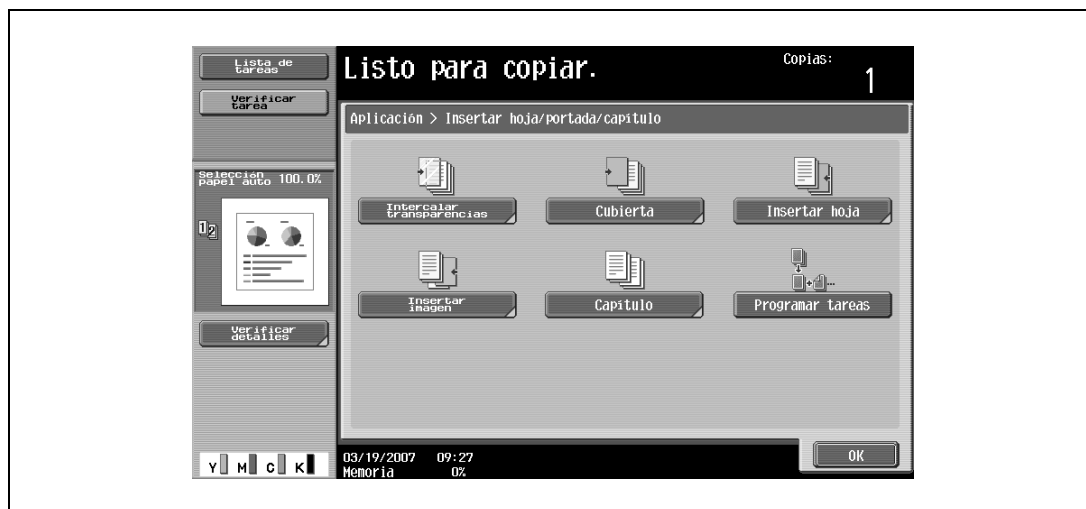 Lista de
tareas
Verificar
tarea
Listo para copiar.
Copias:
1
Aplicación > Insertar hoja/portada/capítulo
Selección
papel auto 100.0%
1 2
Intercalar
transparencias
Cubierta
Insertar hoja
Insertar
imagen
Capítulo
Programar tareas
Verificar
detalles
Y M C K
03/19/2007 09:27
Memoria 0%
OK